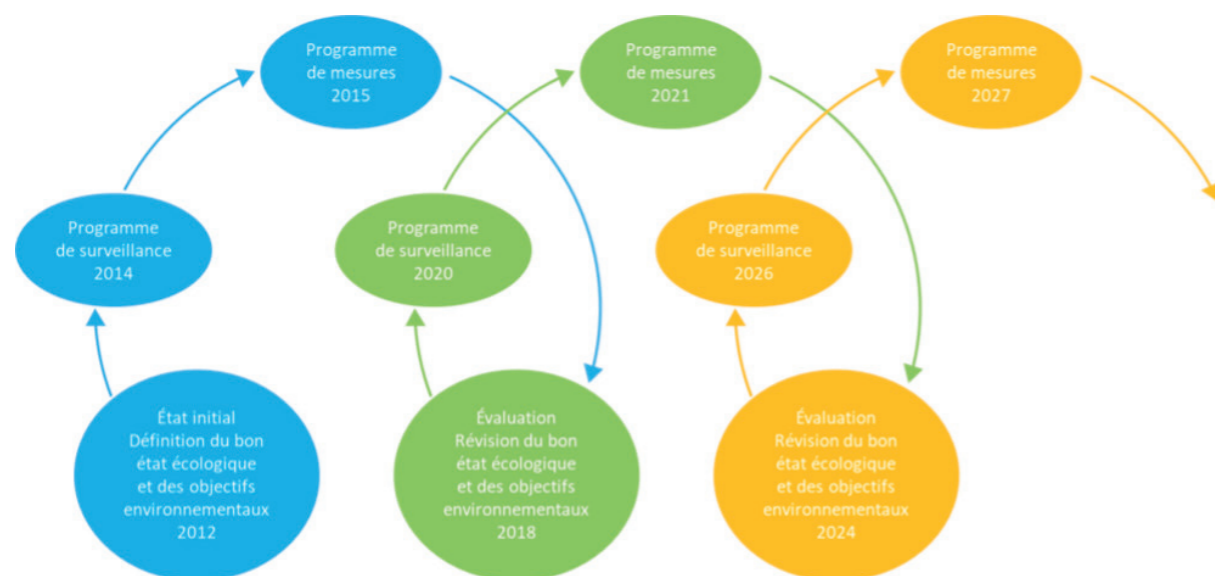 Programme
de mesures
2015
Programme
de mesures
2021
Programme
de mesures
2027
Programme
de surveillance
2014
Programme
de surveillance
2020
Programme
de surveillance
2026
État initial
Définition du bon
état écologique
et des objectifs
environnementaux
2012
Évaluation
Révision du bon
état écologique
et des objectifs
environnementaux
2018
Évaluation
Révision du bon
état écologique
et des objectifs
environnementaux
2024